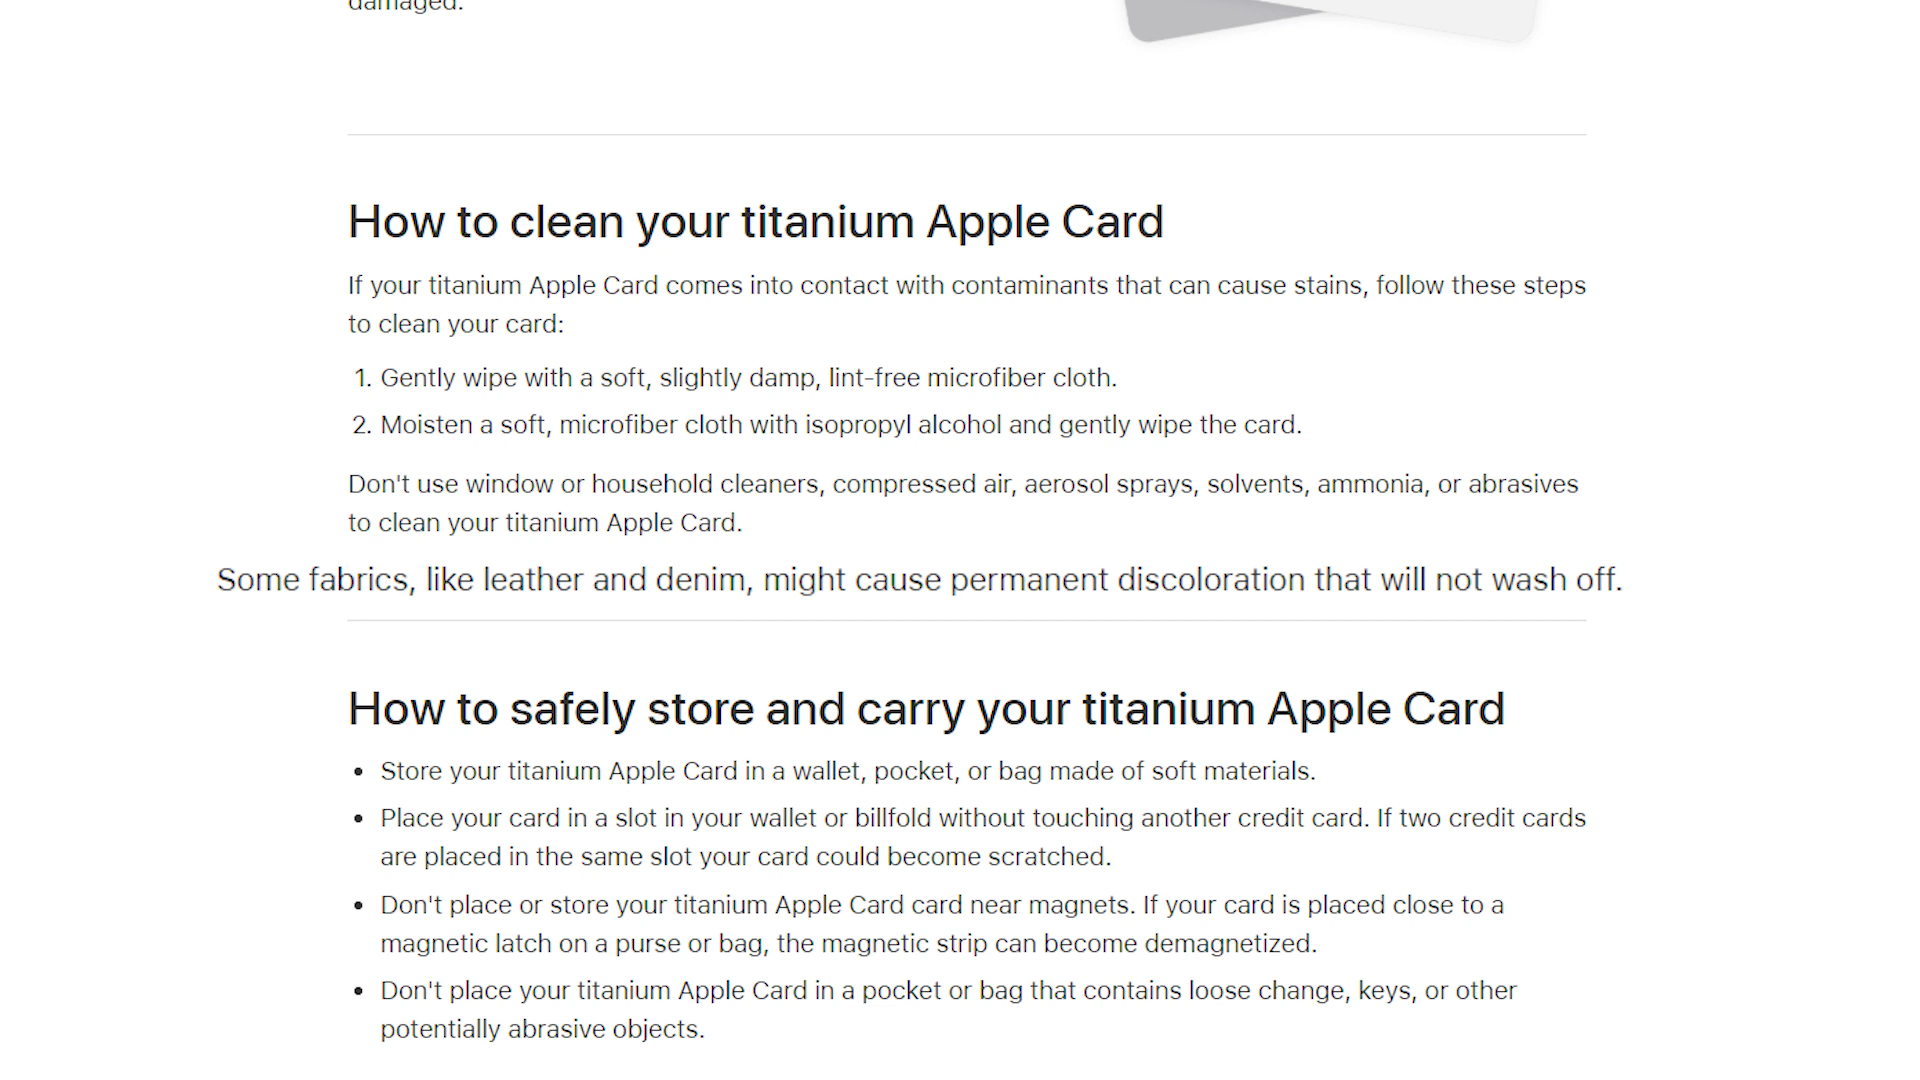 damaged.
How to clean your titanium Apple Card
If your titanium Apple Card comes into contact with contaminants that can cause stains, follow these steps
to clean your card:
1. Gently wipe with a soft, slightly damp, lint-free microfiber cloth.
2. Moisten a soft, microfiber cloth with isopropyl alcohol and gently wipe the card.
Don't use window or household cleaners, compressed air, aerosol sprays, solvents, ammonia, or abrasives
to clean your titanium Apple Card.
Some fabrics, like leather and denim, might cause permanent discoloration that will not wash off.
How to safely store and carry your titanium Apple Card
• Store your titanium Apple Card in a wallet, pocket, or bag made of soft materials.
• Place your card in a slot in your wallet or billfold without touching another credit card. If two credit cards
are placed in the same slot your card could become scratched.
• Don't place or store your titanium Apple Card card near magnets. If your card is placed close to a
magnetic latch on a purse or bag, the magnetic strip can become demagnetized.
• Don't place your titanium Apple Card in a pocket or bag that contains loose change, keys, or other
potentially abrasive objects.